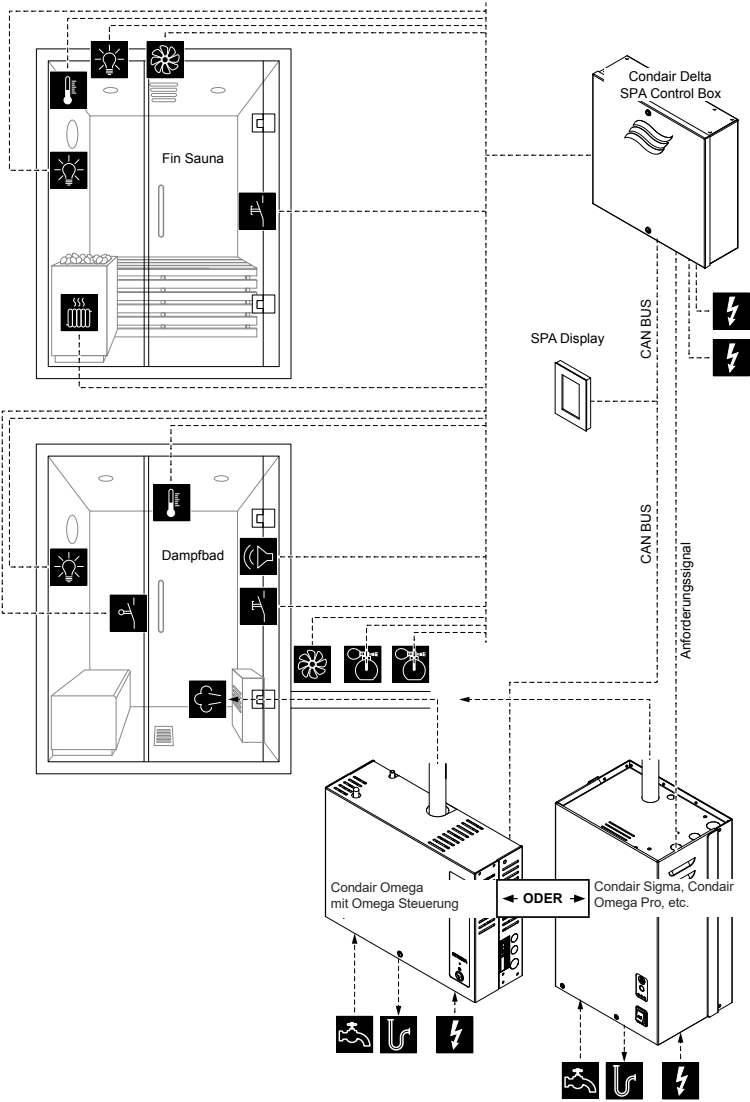 Condair Delta
SPA Control Box
Fin Sauna
SPA Display
CAN BUS
CAN BUS
Anforderungssignal
Dampfbad
Condair Omega
mit Omega Steuerung
ODER
Condair Sigma, Condair
Omega Pro, etc.